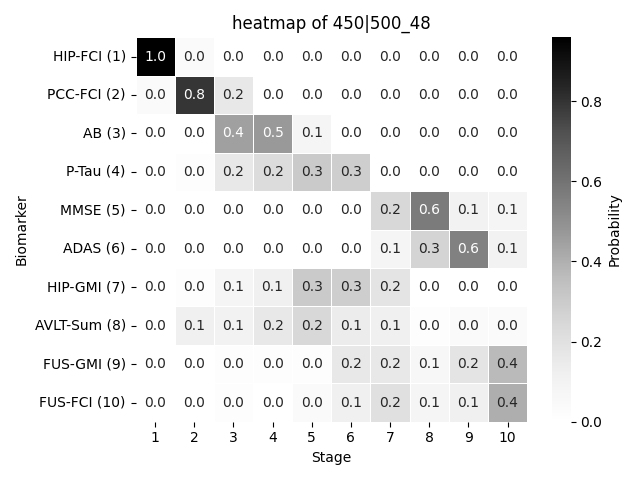 heatmap of 450|500_48
HIP-FCI (1) 1.0 0.0 0.0 0.0 0.0 0.0 0.0 0.0 0.0 0.0
PCC-FCI (2) 0.0 0.8 0.2 0.0 0.0 0.0 0.0 0.0 0.0 0.0
AB (3) 0.0 0.0 0.4 0.5 0.1 0.0 0.0 0.0 0.0 0.0
P-Tau (4) 0.0 0.0 0.2 0.2 0.3 0.3 0.0 0.0 0.0 0.0
MMSE (5) 0.0 0.0 0.0 0.0 0.0 0.0 0.2 0.6 0.1 0.1
ADAS (6) 0.0 0.0 0.0 0.0 0.0 0.0 0.1 0.3 0.6 0.1
HIP-GMI (7) 0.0 0.0 0.1 0.1 0.3 0.3 0.2 0.0 0.0 0.0
AVLT-Sum (8) 0.0 0.1 0.1 0.2 0.2 0.1 0.1 0.0 0.0 0.0
FUS-GMI (9) 0.0 0.0 0.0 0.0 0.0 0.2 0.2 0.1 0.2 0.4
FUS-FCI (10) 0.0 0.0 0.0 0.0 0.0 0.1 0.2 0.1 0.1 0.4
1 2 3 4 5 6 7 8 9 10
Stage
Biomarker
0.8
0.6
0.4
0.2
0.0
Probability